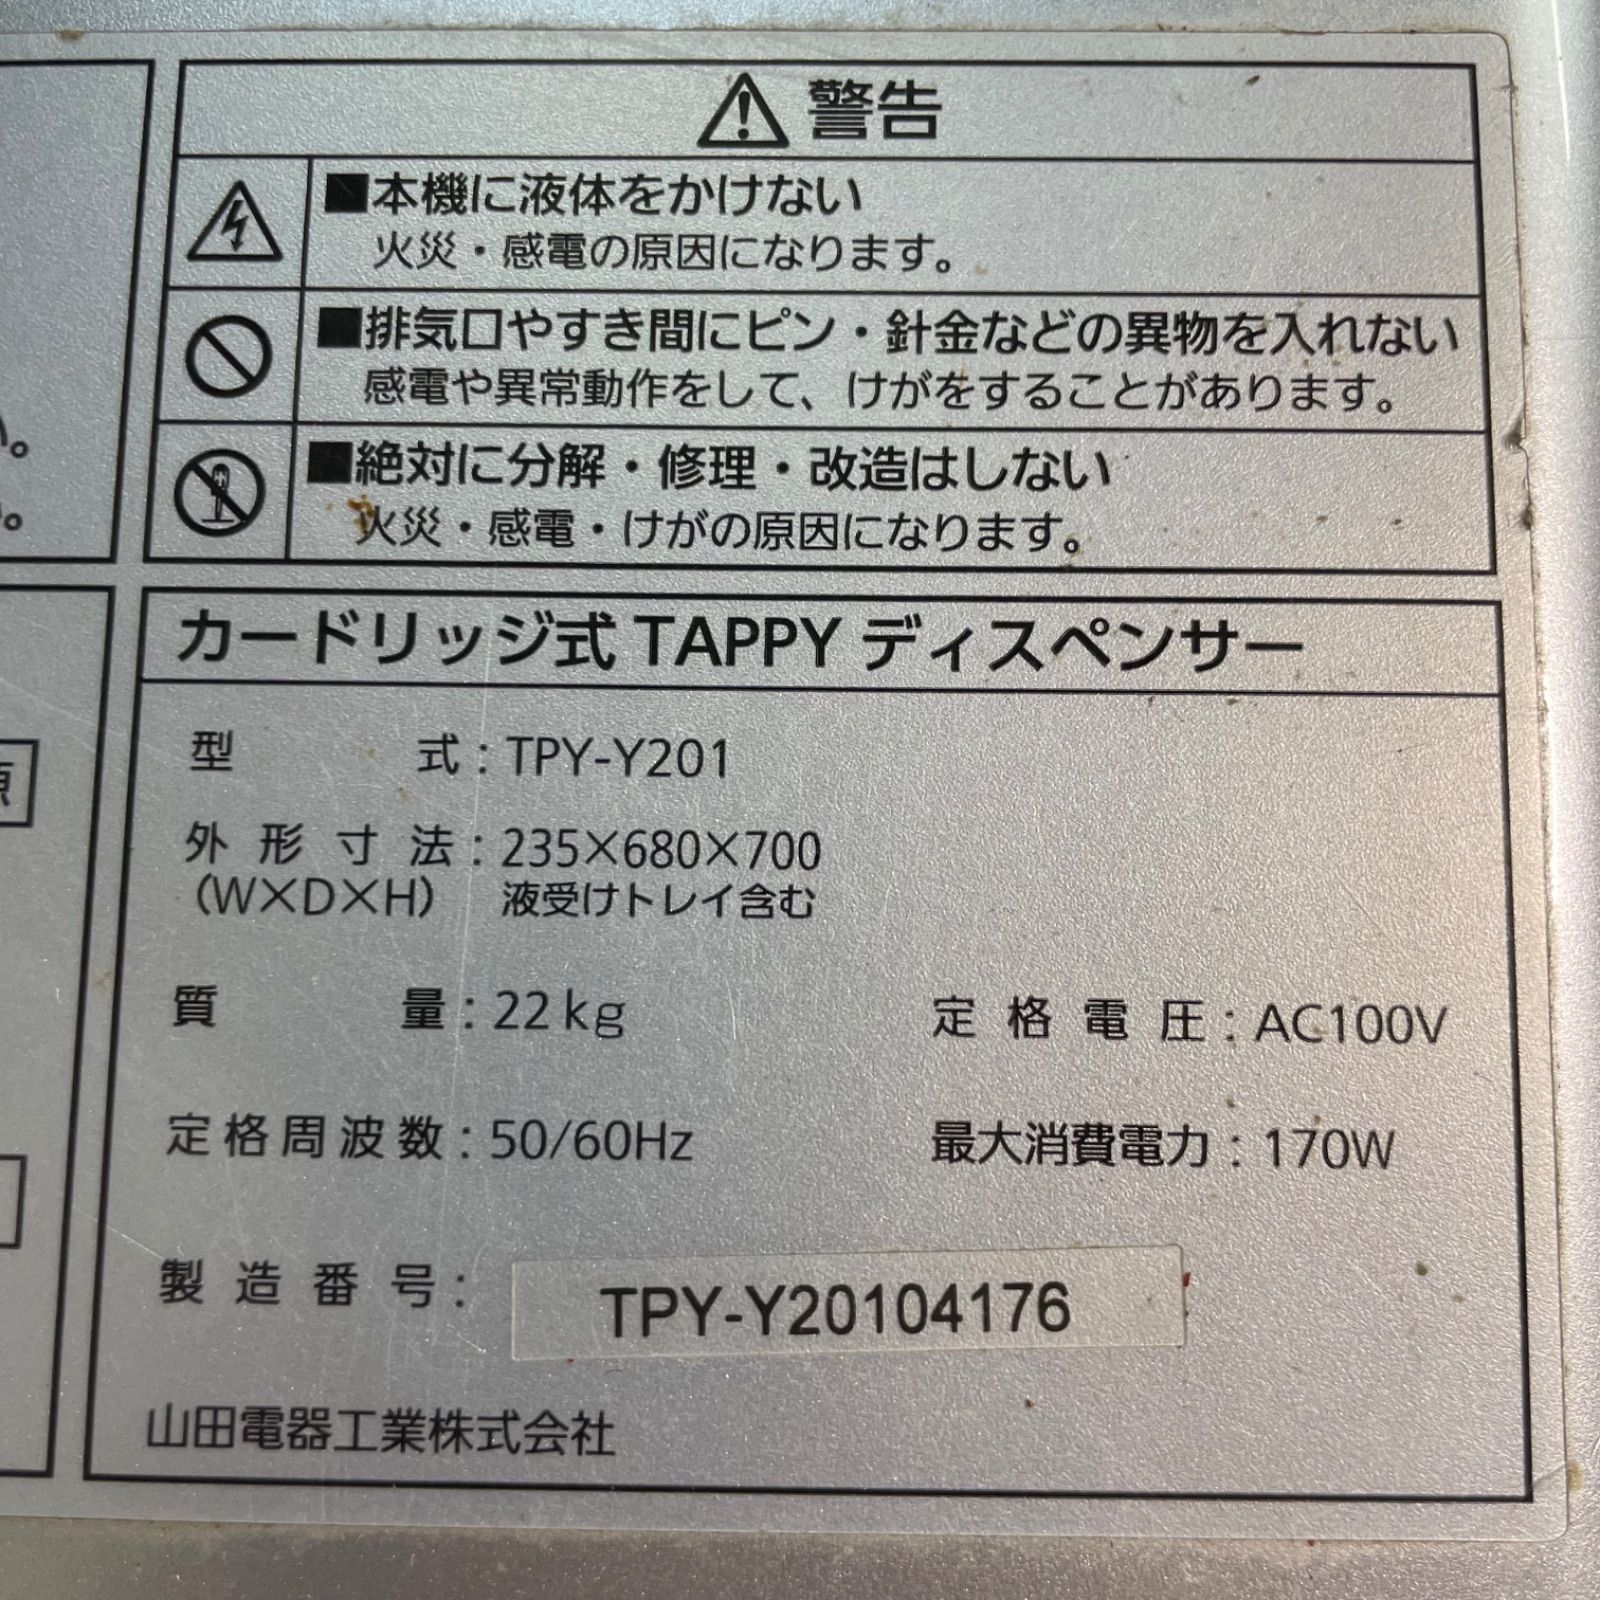 警告
■本機に液体をかけない
火災・感電の原因になります。
■排気口やすき間にピン・針金などの異物を入れない
感電や異常動作をして、けがをすることがあります。
■絶対に分解・修理・改造はしない
火災・感電・けがの原因になります。
カードリッジ式 TAPPY ディスペンサー
型式：TPY-Y201
外形寸法：235×680×700
（W×D×H） 液受けトレイ含む
質量：22kg 定格電圧：AC100V
定格周波数：50/60Hz 最大消費電力：170W
製造番号： TPY-Y20104176
山田電器工業株式会社